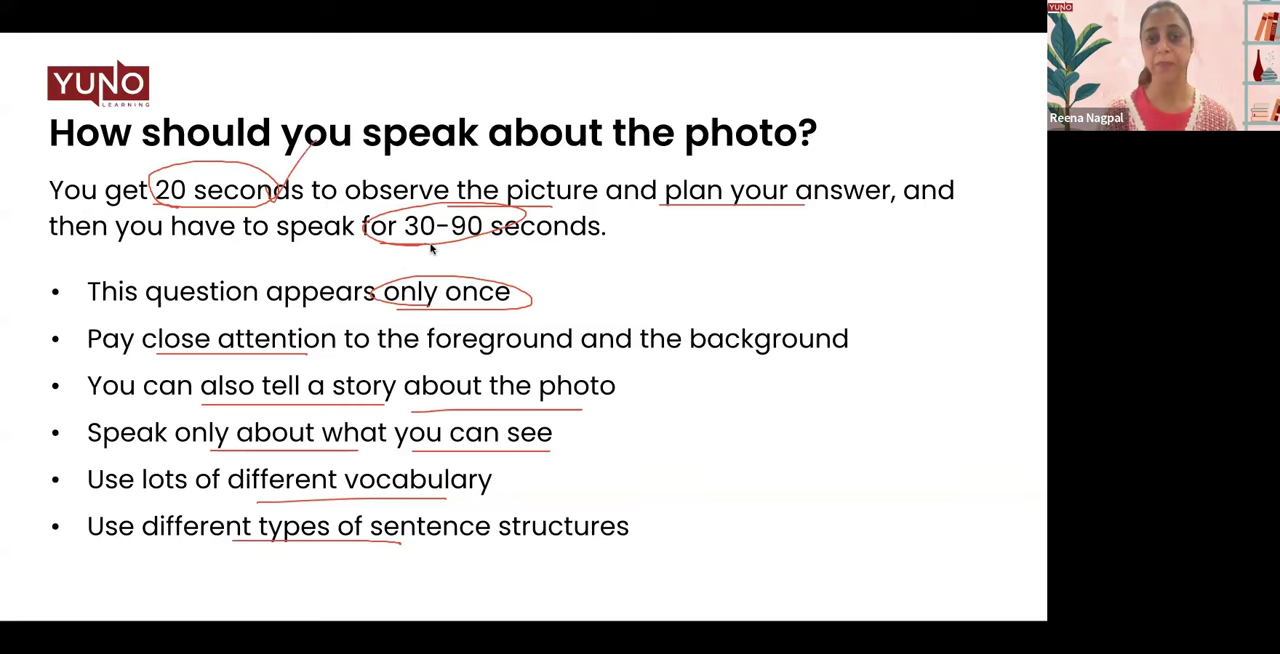 YUNO
LEARNING
How should you speak about the photo?
You get 20 seconds to observe the picture and plan your answer, and
then you have to speak for 30-90 seconds.
• This question appears only once
• Pay close attention to the foreground and the background
• You can also tell a story about the photo
• Speak only about what you can see
• Use lots of different vocabulary
• Use different types of sentence structures
YUNO
Reena Nagpal